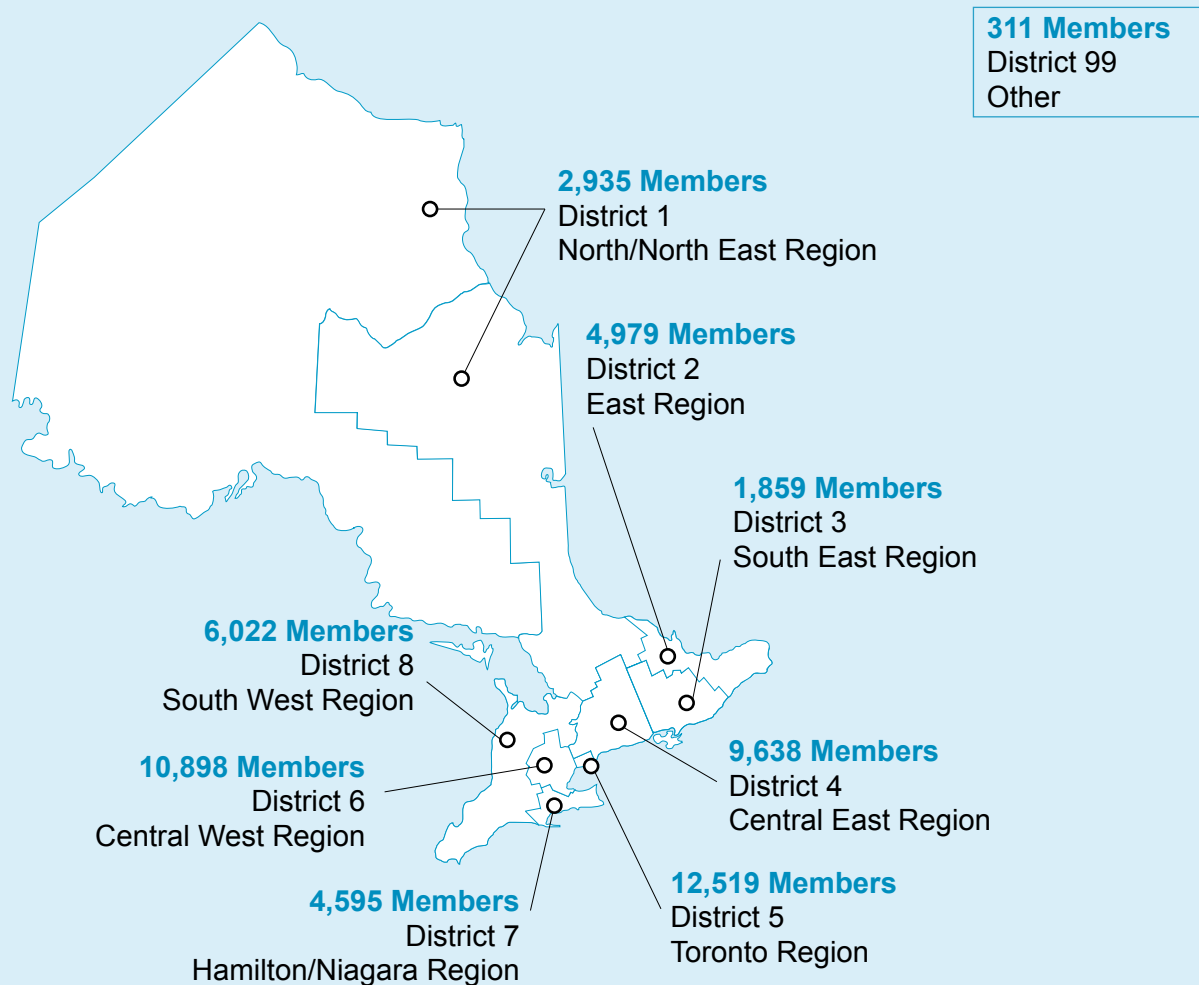 311 Members
District 99
Other
2,935 Members
District 1
North/North East Region
4,979 Members
District 2
East Region
1,859 Members
District 3
South East Region
6,022 Members
District 8
South West Region
10,898 Members
District 6
Central West Region
9,638 Members
District 4
Central East Region
4,595 Members
District 7
Hamilton/Niagara Region
12,519 Members
District 5
Toronto Region